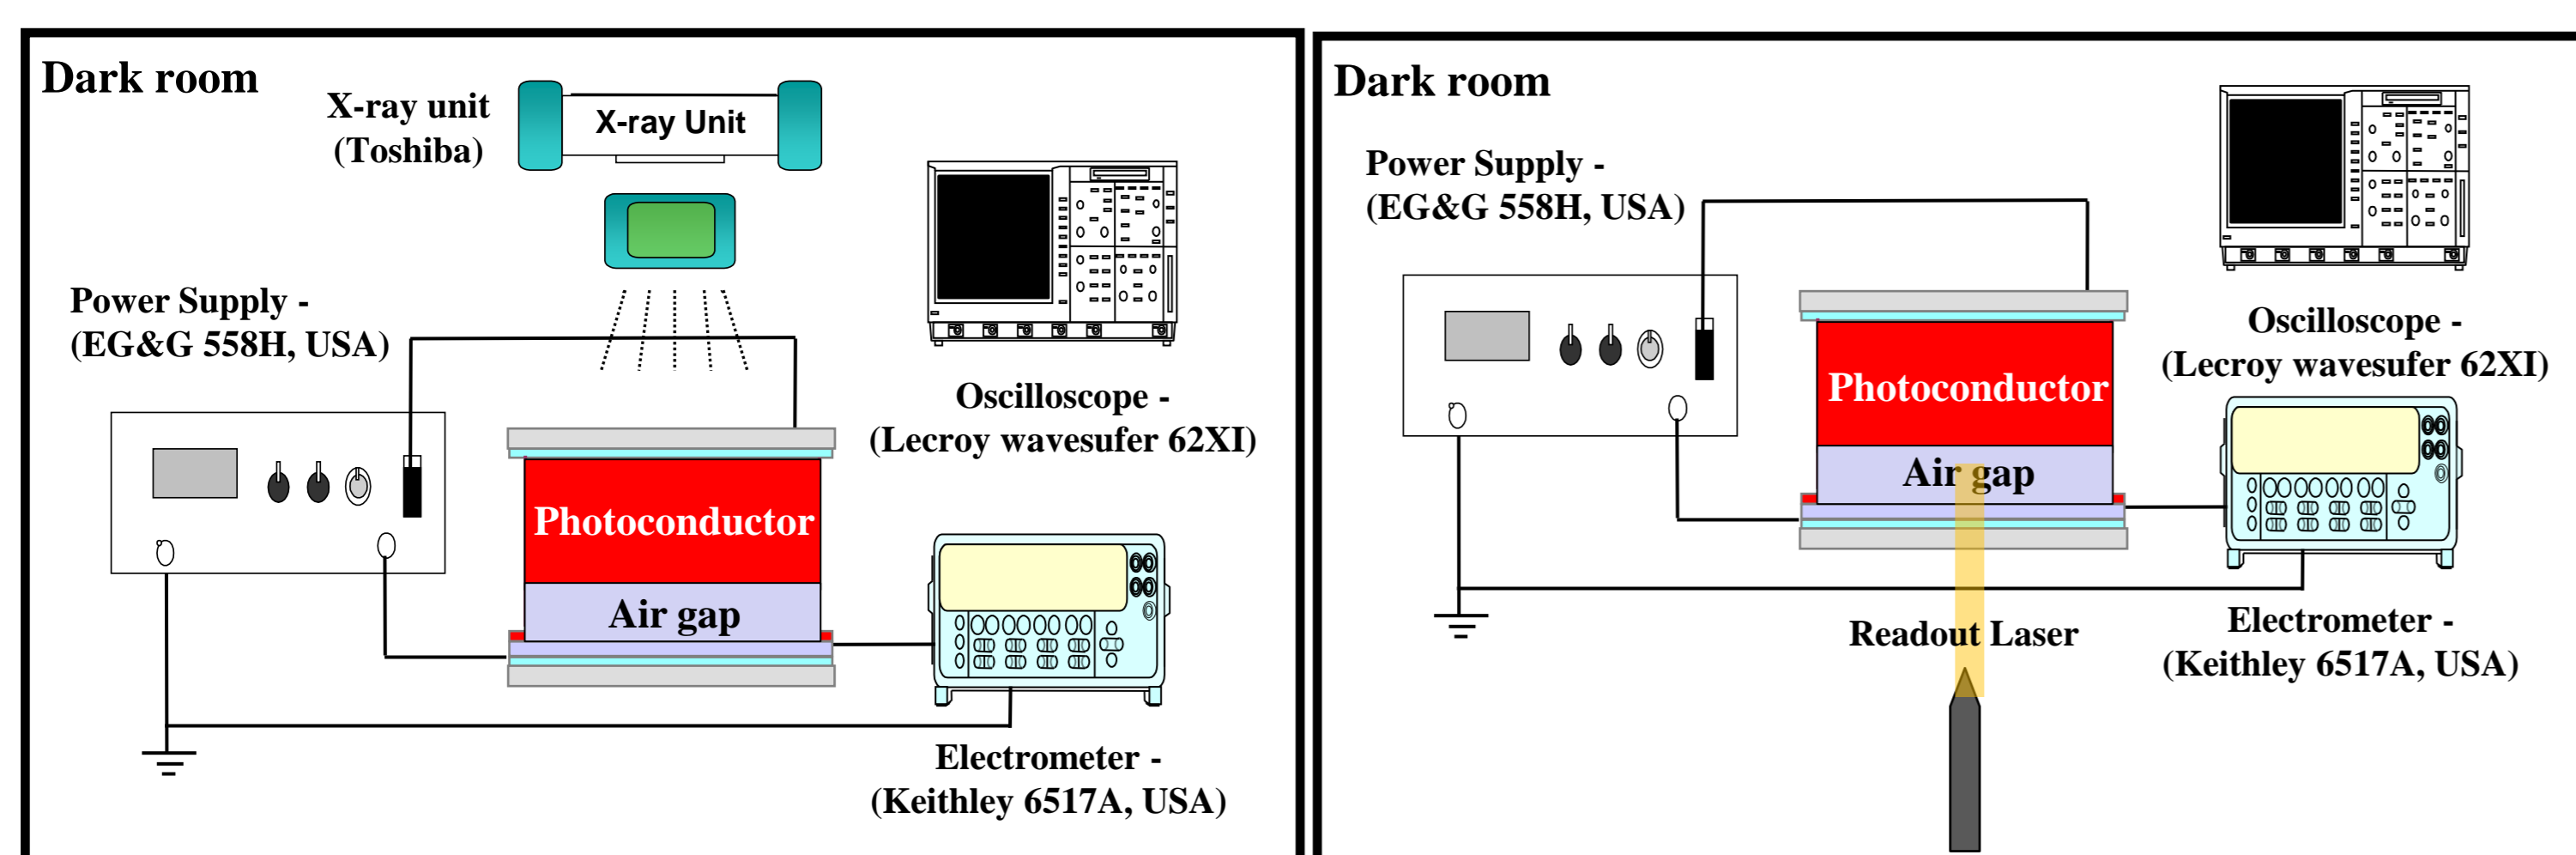 Dark room
X-ray unit
(Toshiba)
X-ray Unit
Power Supply -
(EG&G 558H, USA)
Oscilloscope -
(Lecroy wavesufer 62XI)
Photoconductor
Air gap
Electrometer -
(Keithley 6517A, USA)
Dark room
Power Supply -
(EG&G 558H, USA)
Oscilloscope -
(Lecroy wavesufer 62XI)
Photoconductor
Air gap
Readout Laser
Electrometer -
(Keithley 6517A, USA)